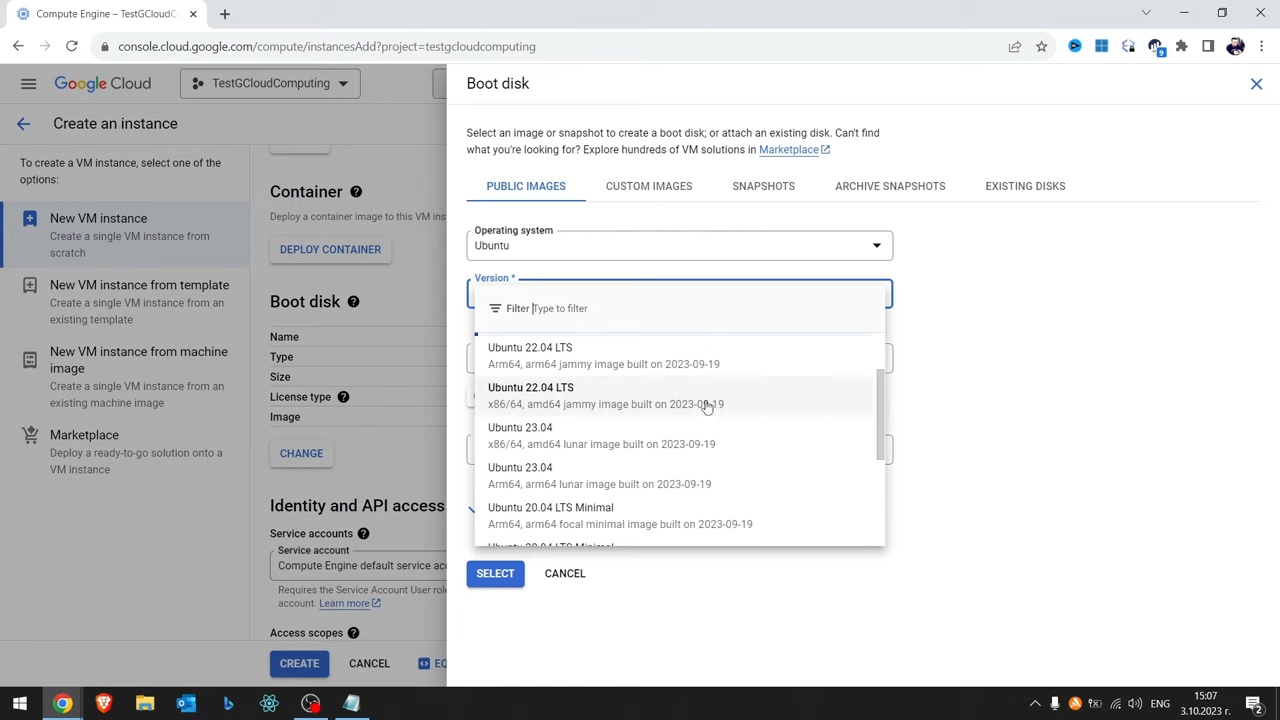 Compute Engine – TestGCloudC
console.cloud.google.com/compute/instancesAdd?project=testgcloudcomputing
9
Google Cloud
TestGCloudComputing
Create an instance
To create a VM instance, select one of the
options:
New VM instance
Create a single VM instance from
scratch
New VM instance from template
Create a single VM instance from
an existing template
New VM instance from machine
image
Create a single VM instance from
an existing machine image
Marketplace
Deploy a ready-to-go solution onto
a VM instance
Container
Deploy a container image to this VM ins
DEPLOY CONTAINER
Boot disk
Name
Type
Size
License type
Image
CHANGE
Identity and API access
Service accounts
Service account
Compute Engine default service acc
Requires the Service Account User role
account. Learn more
Access scopes
CREATE
CANCEL
EQ
Boot disk
Select an image or snapshot to create a boot disk; or attach an existing disk. Can't find
what you're looking for? Explore hundreds of VM solutions in Marketplace
PUBLIC IMAGES
CUSTOM IMAGES
SNAPSHOTS
ARCHIVE SNAPSHOTS
EXISTING DISKS
Operating system
Ubuntu
Version *
Filter Type to filter
Ubuntu 22.04 LTS
Arm64, arm64 jammy image built on 2023-09-19
Ubuntu 22.04 LTS
x86/64, amd64 jammy image built on 2023-09-19
Ubuntu 23.04
x86/64, amd64 lunar image built on 2023-09-19
Ubuntu 23.04
Arm64, arm64 lunar image built on 2023-09-19
Ubuntu 20.04 LTS Minimal
Arm64, arm64 focal minimal image built on 2023-09-19
Ubuntu 20.04 LTS Minimal
SELECT
CANCEL
ENG
15:07
3.10.2023 г.
2